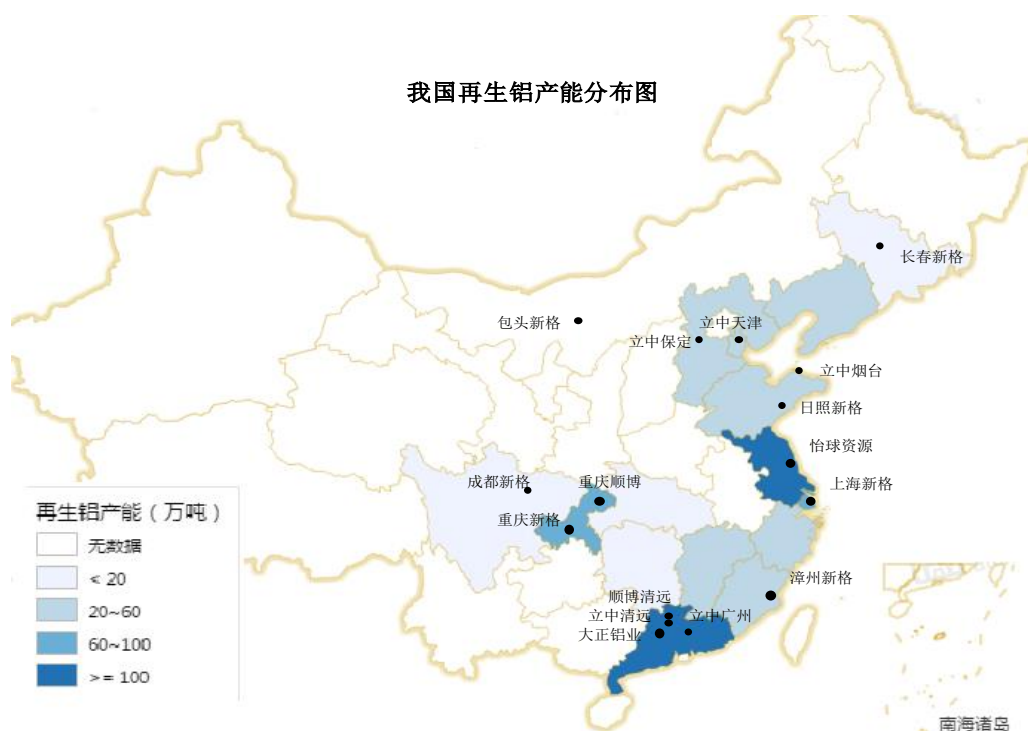 我国再生铝产能分布图
长春新格
包头新格
立中天津
立中保定
立中烟台
日照新格
怡球资源
成都新格
重庆顺博
上海新格
重庆新格
漳州新格
顺博清远
立中清远
立中广州
大正铝业
再生铝产能（万吨）
无数据
< 20
20~60
60~100
>= 100
南海诸岛